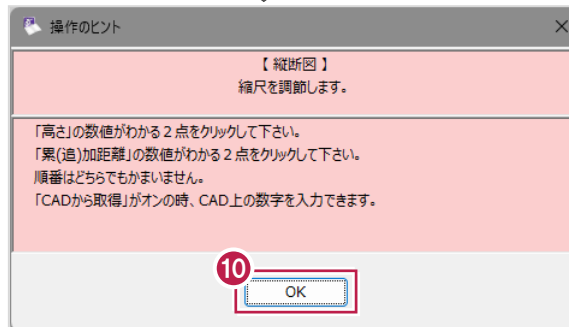 操作のヒント
【 縦断図 】
縮尺を調節します。
「高さ」の数値がわかる２点をクリックして下さい。
「累(追)加距離」の数値がわかる２点をクリックして下さい。
順番はどちらでもかまいません。
「CADから取得」がオンの時、CAD上の数字を入力できます。
10
OK